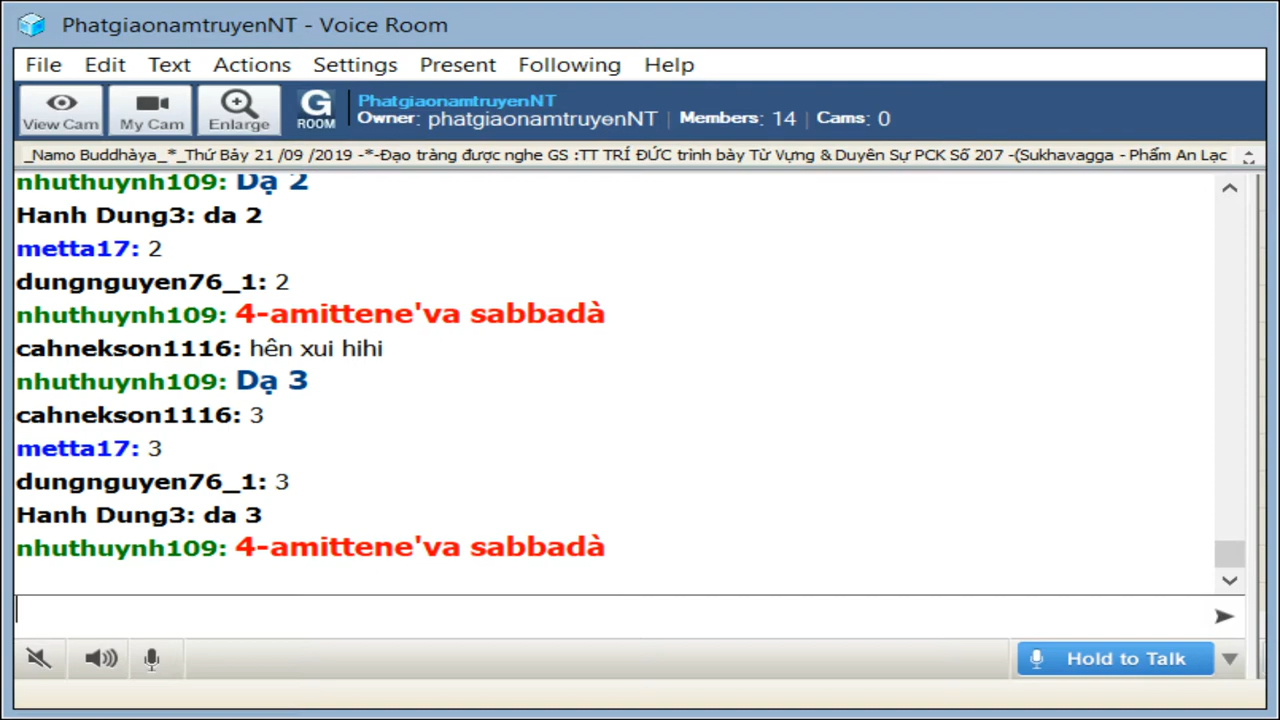 PhatgiaonamtruyenNT - Voice Room
File Edit Text Actions Settings Present Following Help
View Cam My Cam Enlarge G ROOM
PhatgiaonamtruyenNT
Owner: phatgiaonamtruyenNT | Members: 14 | Cams: 0
_Namo Buddhàya_*_Thứ Bảy 21 /09 /2019 -*-Đạo tràng được nghe GS :TT TRÍ ĐỨC trình bày Từ Vựng & Duyên Sự PCK Số 207 -(Sukhavagga - Phẩm An Lạc
nhuthuynh109: Dạ 2
Hanh Dung3: da 2
metta17: 2
dungnguyen76_1: 2
nhuthuynh109: 4-amittene'va sabbadà
cahnekson1116: hên xui hihi
nhuthuynh109: Dạ 3
cahnekson1116: 3
metta17: 3
dungnguyen76_1: 3
Hanh Dung3: da 3
nhuthuynh109: 4-amittene'va sabbadà
Hold to Talk